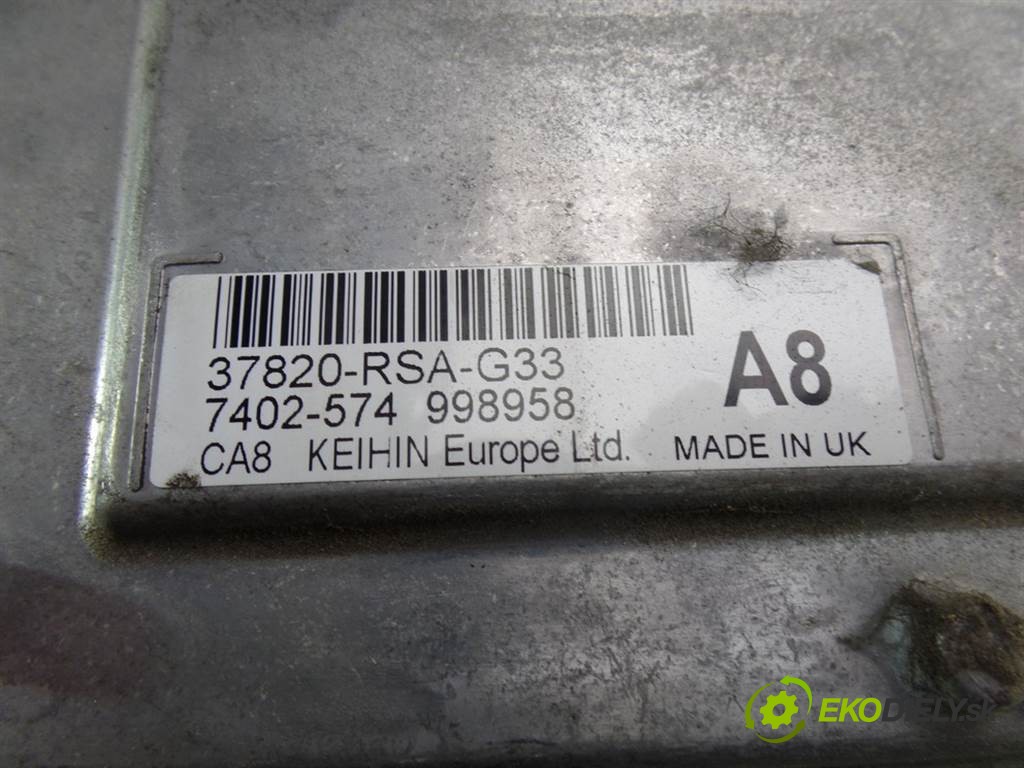 37820-RSA-G33
7402-574 998958
A8
CA8 KEIHIN Europe Ltd. MADE IN UK
EKODIELY.sk